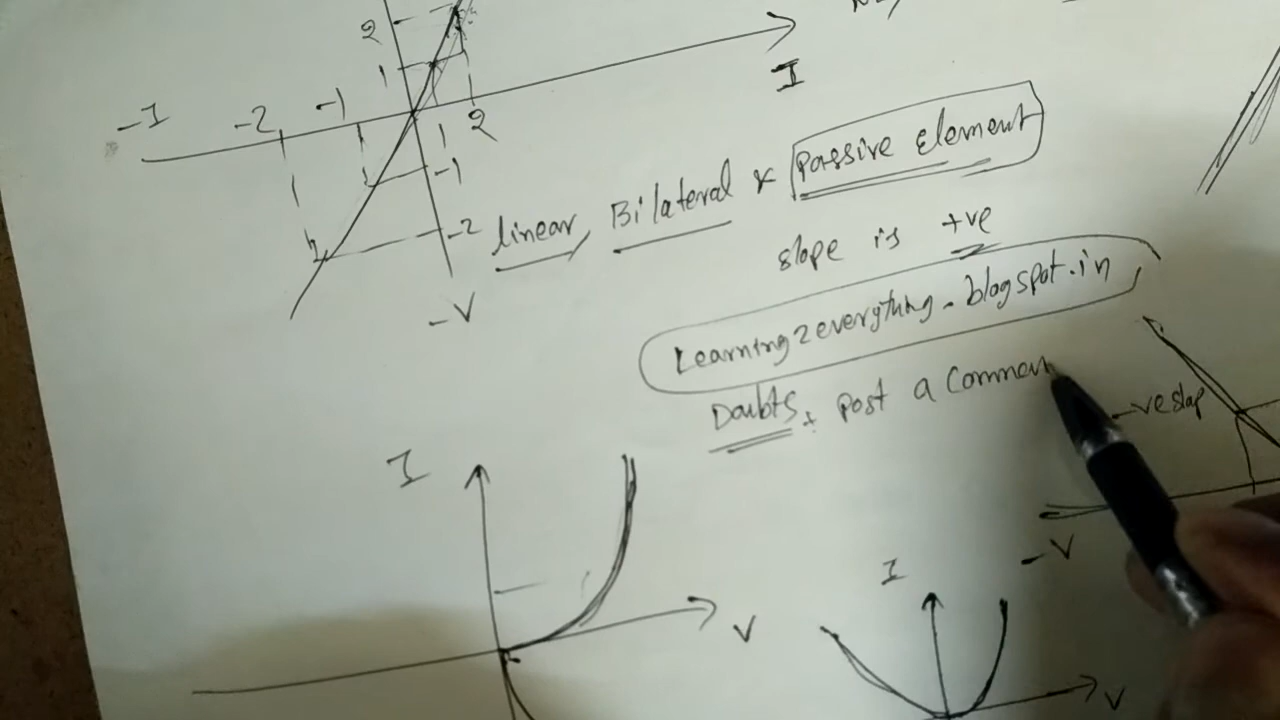 2
1
I
-I
-2
-1
1
2
-1
-2
-V
linear, Bilateral & Passive Element
slope is +ve
Learning2everything.blogspot.in
Doubts, post a commen
-ve slop
I
V
I
-V
V